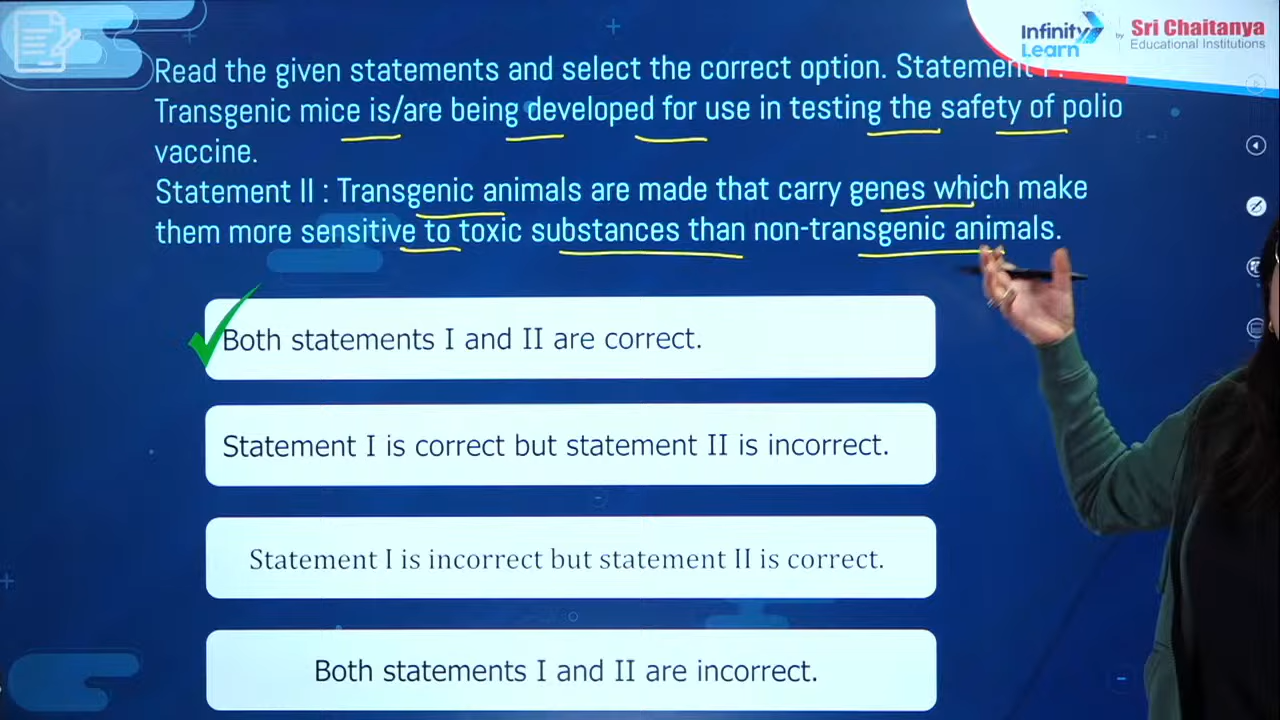 Infinity Learn
by
Sri Chaitanya
Educational Institutions
Read the given statements and select the correct option. Statement I :
Transgenic mice is/are being developed for use in testing the safety of polio
vaccine.
Statement II : Transgenic animals are made that carry genes which make
them more sensitive to toxic substances than non-transgenic animals.
Both statements I and II are correct.
Statement I is correct but statement II is incorrect.
Statement I is incorrect but statement II is correct.
Both statements I and II are incorrect.